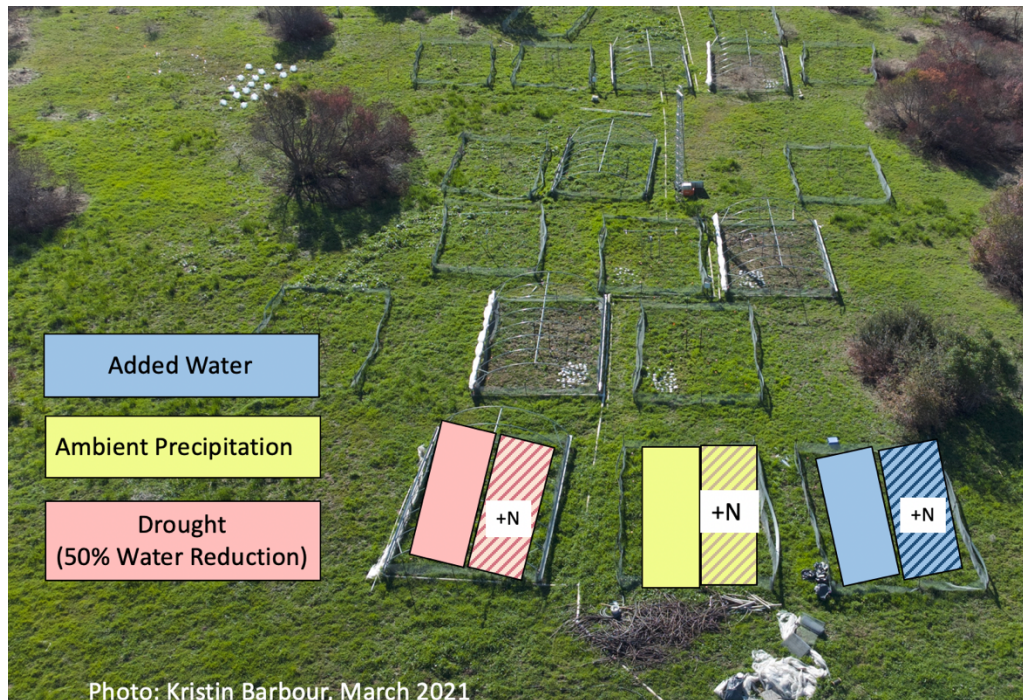 Added Water
Ambient Precipitation
Drought
(50% Water Reduction)
+N
+N
+N
Photo: Kristin Barbour, March 2021